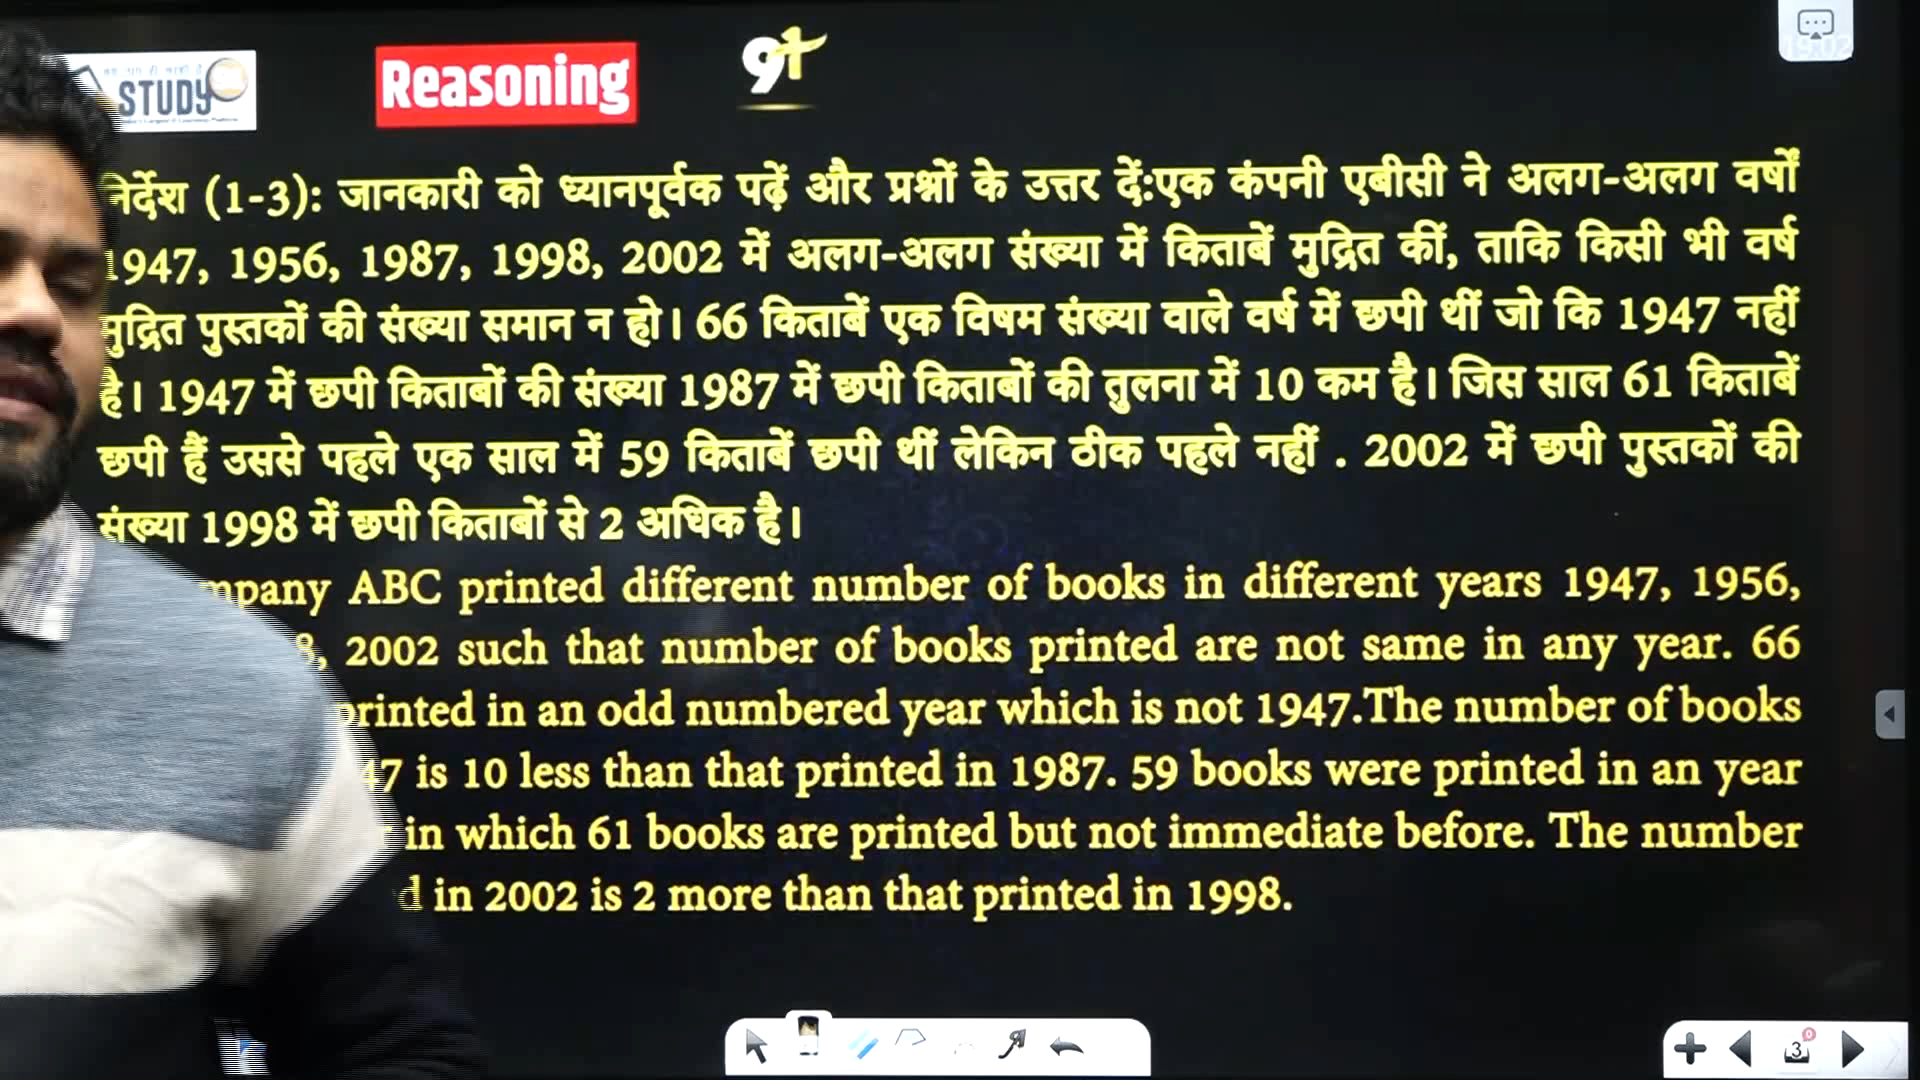 STUDY
Reasoning
91
19:02
निर्देश (1-3): जानकारी को ध्यानपूर्वक पढ़ें और प्रश्नों के उत्तर दें:एक कंपनी एबीसी ने अलग-अलग वर्षों
1947, 1956, 1987, 1998, 2002 में अलग-अलग संख्या में किताबें मुद्रित कीं, ताकि किसी भी वर्ष
मुद्रित पुस्तकों की संख्या समान न हो। 66 किताबें एक विषम संख्या वाले वर्ष में छपी थीं जो कि 1947 नहीं
है। 1947 में छपी किताबों की संख्या 1987 में छपी किताबों की तुलना में 10 कम है। जिस साल 61 किताबें
छपी हैं उससे पहले एक साल में 59 किताबें छपी थीं लेकिन ठीक पहले नहीं . 2002 में छपी पुस्तकों की
संख्या 1998 में छपी किताबों से 2 अधिक है।
mpany ABC printed different number of books in different years 1947, 1956,
8, 2002 such that number of books printed are not same in any year. 66
printed in an odd numbered year which is not 1947.The number of books
47 is 10 less than that printed in 1987. 59 books were printed in an year
r in which 61 books are printed but not immediate before. The number
d in 2002 is 2 more than that printed in 1998.
3
0